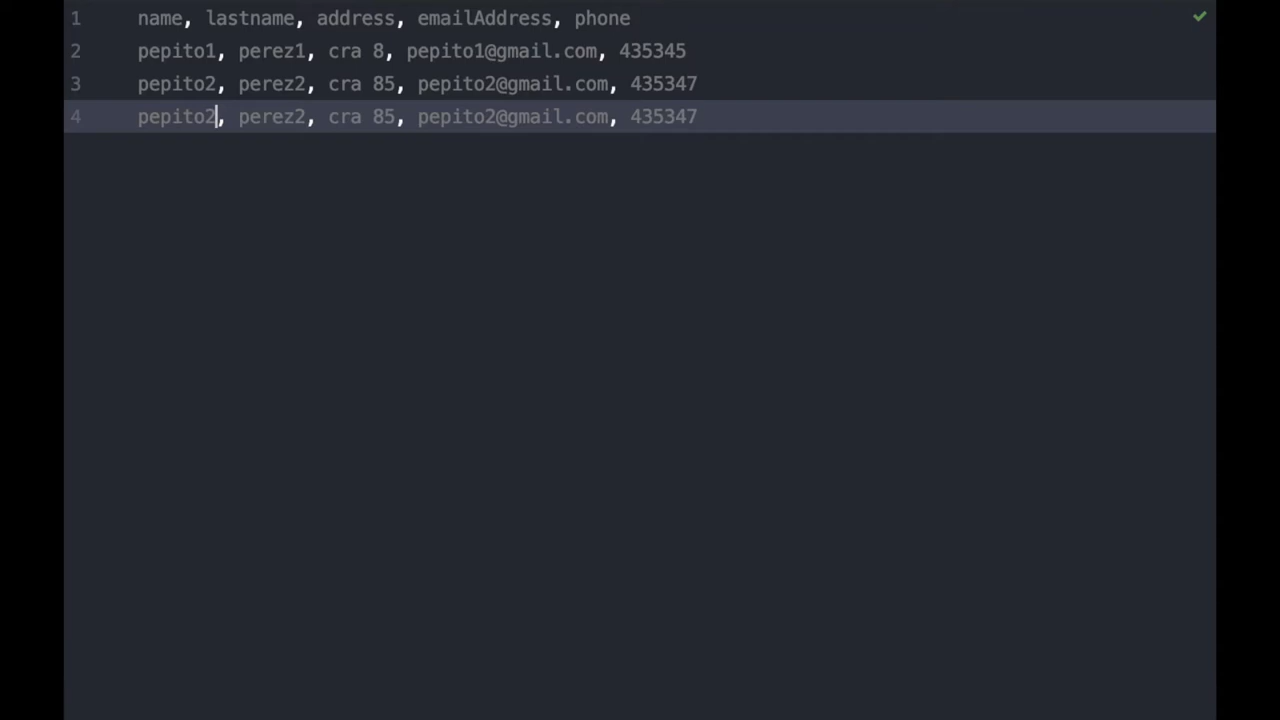 1 name, lastname, address, emailAddress, phone
2 pepito1, perez1, cra 8, pepito1@gmail.com, 435345
3 pepito2, perez2, cra 85, pepito2@gmail.com, 435347
4 pepito2, perez2, cra 85, pepito2@gmail.com, 435347